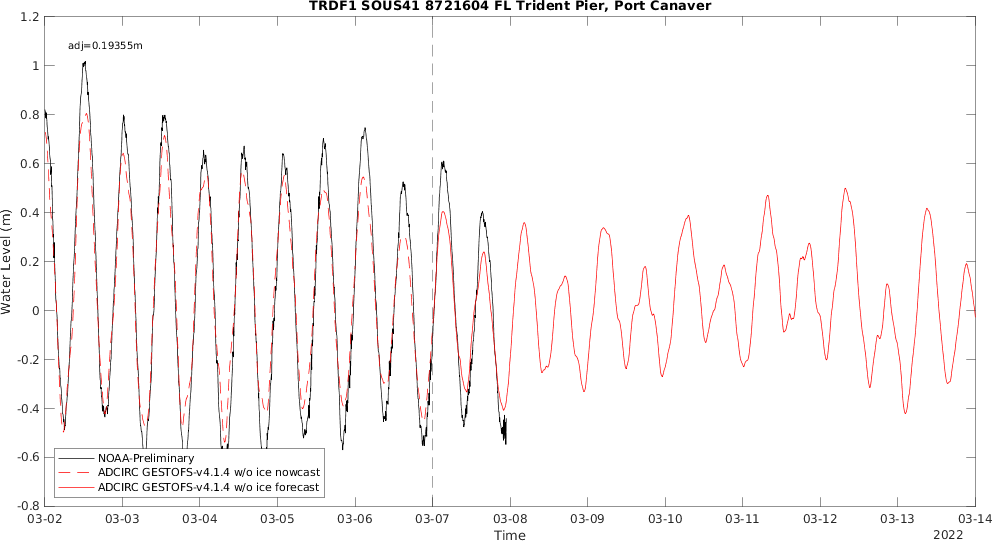 TRDF1 SOUS41 8721604 FL Trident Pier, Port Canaver
1.2
1
0.8
0.6
0.4
0.2
0
-0.2
-0.4
-0.6
-0.8
Water Level (m)
adj=0.19355m
NOAA-Preliminary
ADCIRC GESTOFS-v4.1.4 w/o ice nowcast
ADCIRC GESTOFS-v4.1.4 w/o ice forecast
03-02 03-03 03-04 03-05 03-06 03-07 03-08 03-09 03-10 03-11 03-12 03-13 03-14
Time
2022